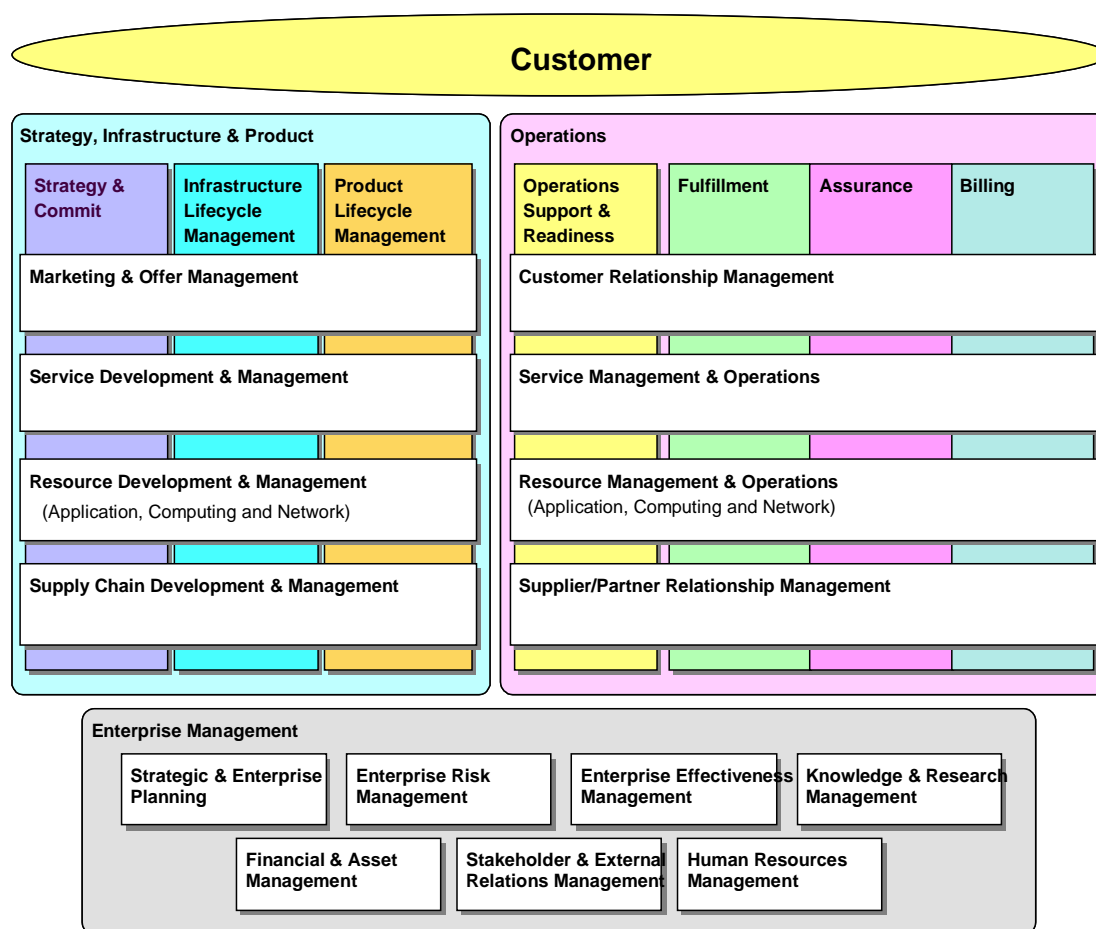 Customer
Strategy, Infrastructure & Product
Strategy &
Commit
Infrastructure
Lifecycle
Management
Product
Lifecycle
Management
Marketing & Offer Management
Service Development & Management
Resource Development & Management
(Application, Computing and Network)
Supply Chain Development & Management
Operations
Operations
Support &
Readiness
Fulfillment
Assurance
Billing
Customer Relationship Management
Service Management & Operations
Resource Management & Operations
(Application, Computing and Network)
Supplier/Partner Relationship Management
Enterprise Management
Strategic & Enterprise
Planning
Enterprise Risk
Management
Enterprise Effectiveness
Management
Knowledge & Research
Management
Financial & Asset
Management
Stakeholder & External
Relations Management
Human Resources
Management